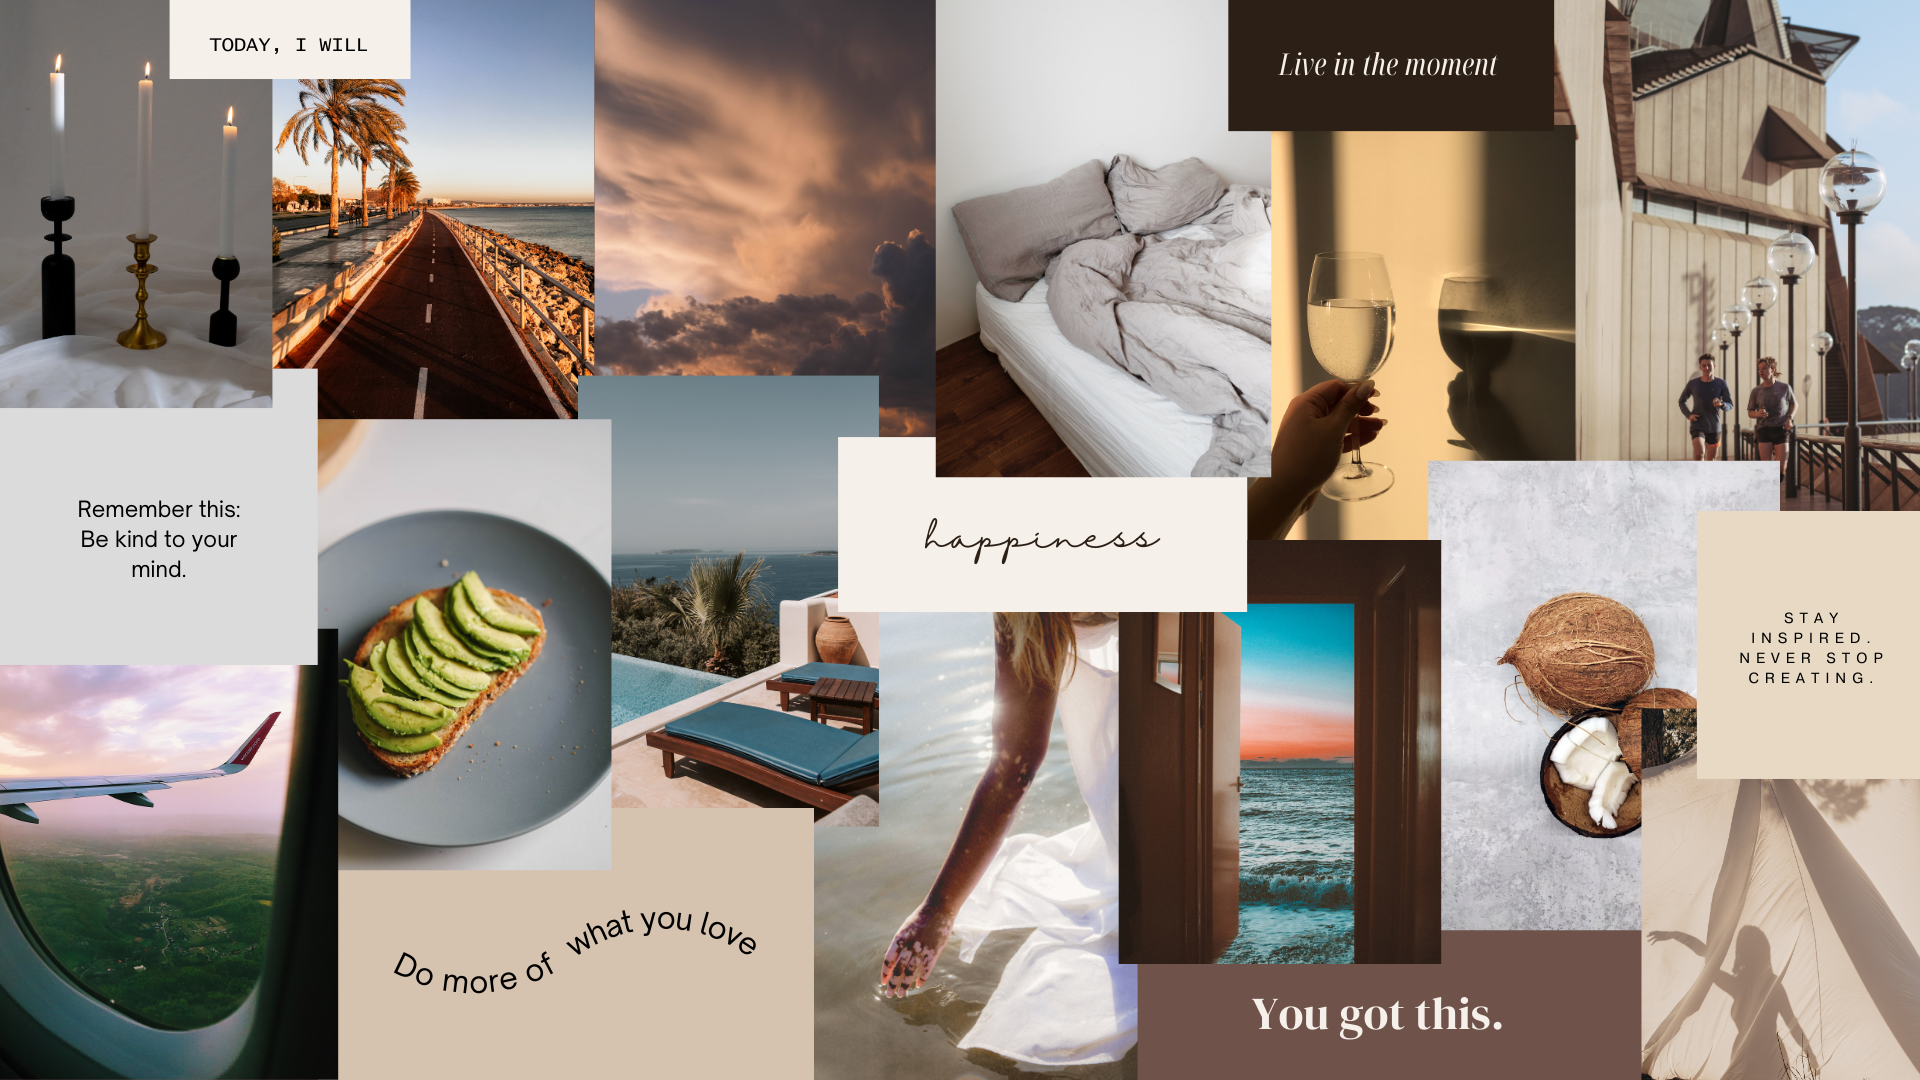 TODAY, I WILL
Live in the moment
Remember this:
Be kind to your
mind.
happiness
STAY
INSPIRED.
NEVER STOP
CREATING.
Do more of what you love
You got this.